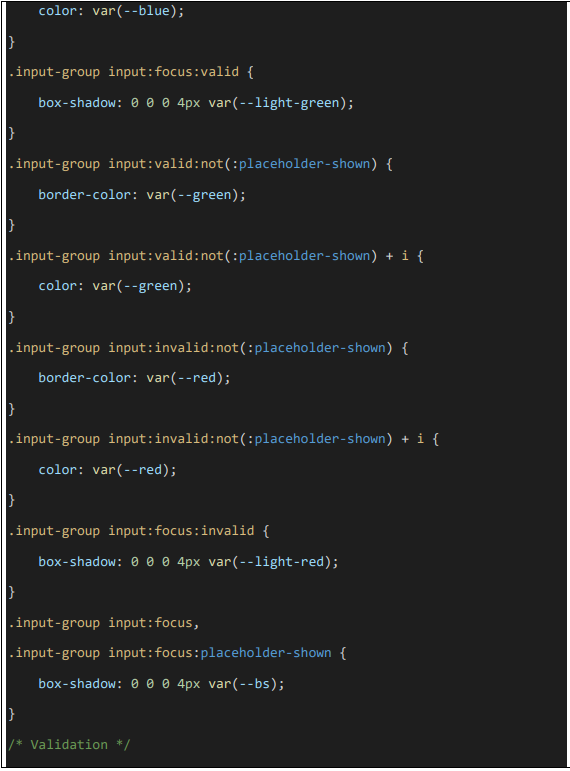 color: var(--blue);
}
.input-group input:focus:valid {
box-shadow: 0 0 0 4px var(--light-green);
}
.input-group input:valid:not(:placeholder-shown) {
border-color: var(--green);
}
.input-group input:valid:not(:placeholder-shown) + i {
color: var(--green);
}
.input-group input:invalid:not(:placeholder-shown) {
border-color: var(--red);
}
.input-group input:invalid:not(:placeholder-shown) + i {
color: var(--red);
}
.input-group input:focus:invalid {
box-shadow: 0 0 0 4px var(--light-red);
}
.input-group input:focus,
.input-group input:focus:placeholder-shown {
box-shadow: 0 0 0 4px var(--bs);
}
/* Validation */